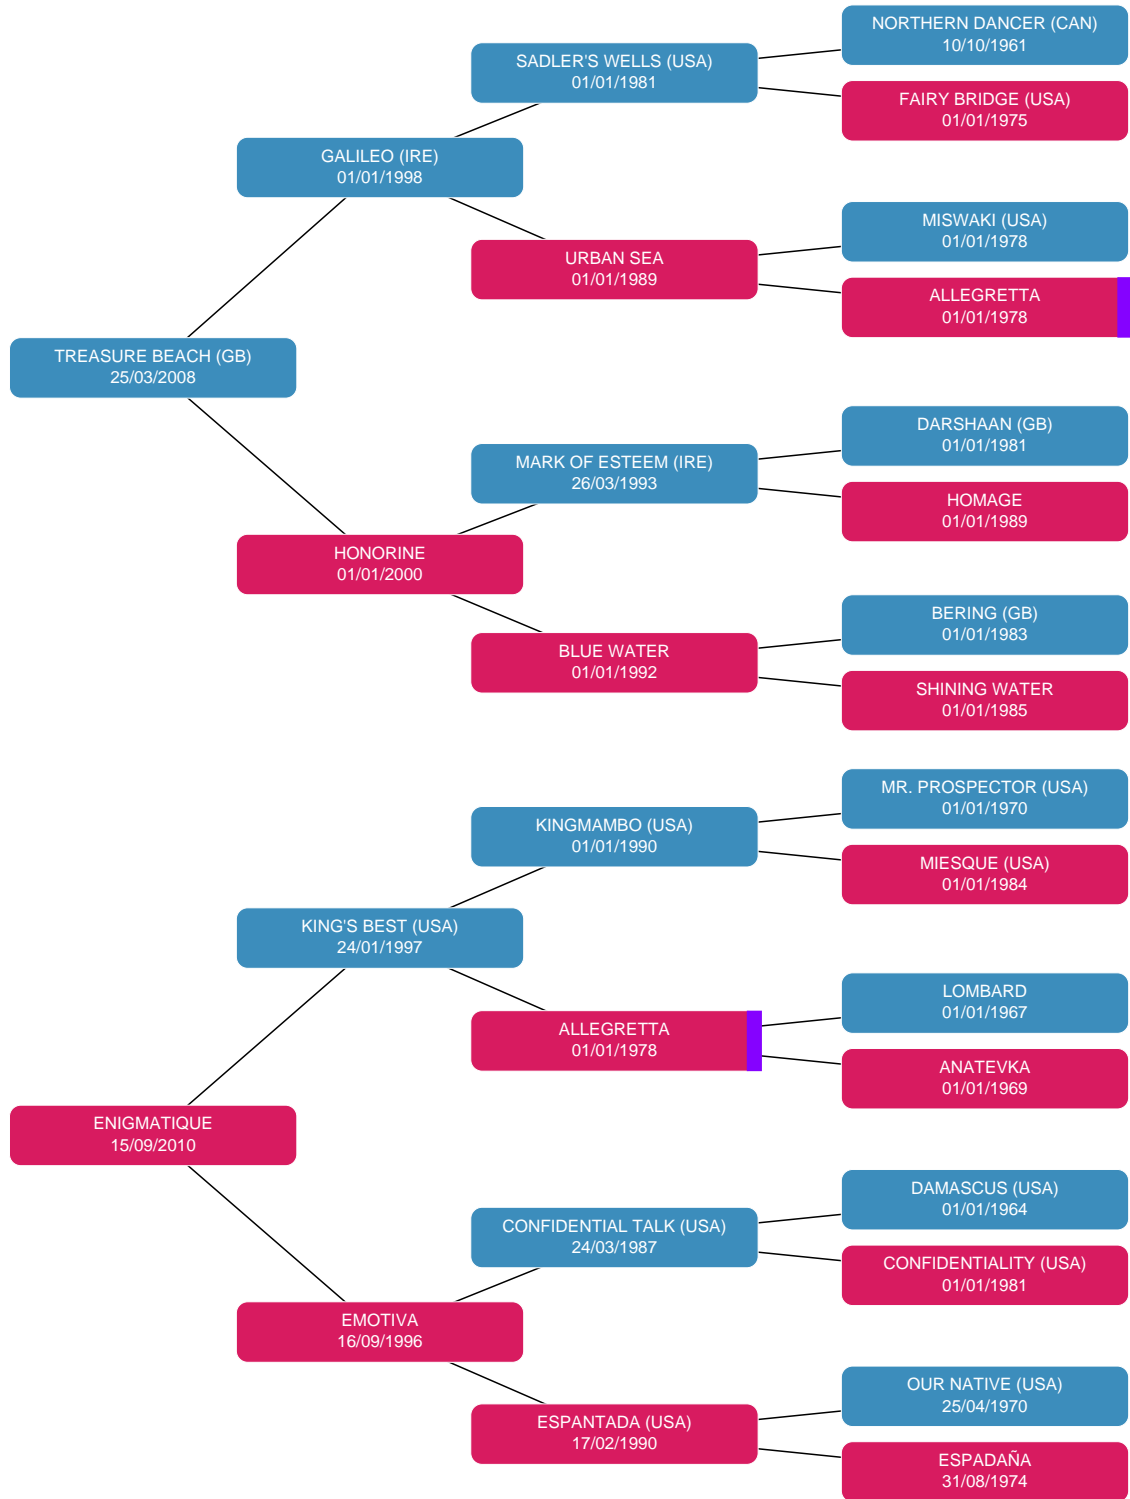 NORTHERN DANCER (CAN)
10/10/1961
SADLER'S WELLS (USA)
01/01/1981
FAIRY BRIDGE (USA)
01/01/1975
GALILEO (IRE)
01/01/1998
MISWAKI (USA)
01/01/1978
URBAN SEA
01/01/1989
ALLEGRETTA
01/01/1978
TREASURE BEACH (GB)
25/03/2008
DARSHAAN (GB)
01/01/1981
MARK OF ESTEEM (IRE)
26/03/1993
HOMAGE
01/01/1989
HONORINE
01/01/2000
BERING (GB)
01/01/1983
BLUE WATER
01/01/1992
SHINING WATER
01/01/1985
MR. PROSPECTOR (USA)
01/01/1970
KINGMAMBO (USA)
01/01/1990
MIESQUE (USA)
01/01/1984
KING'S BEST (USA)
24/01/1997
LOMBARD
01/01/1967
ALLEGRETTA
01/01/1978
ANATEVKA
01/01/1969
ENIGMATIQUE
15/09/2010
DAMASCUS (USA)
01/01/1964
CONFIDENTIAL TALK (USA)
24/03/1987
CONFIDENTIALITY (USA)
01/01/1981
EMOTIVA
16/09/1996
OUR NATIVE (USA)
25/04/1970
ESPANTADA (USA)
17/02/1990
ESPADAÑA
31/08/1974